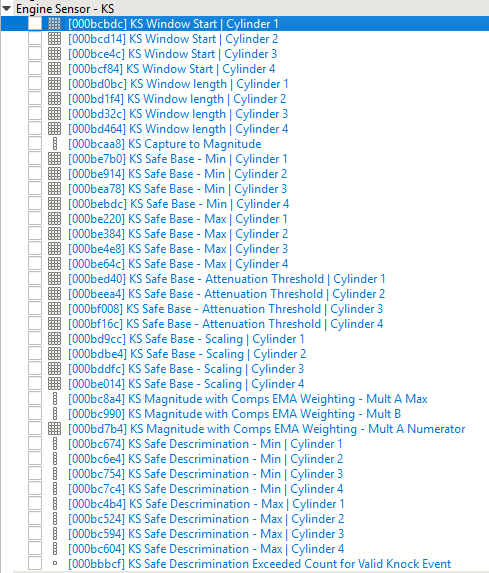 Engine Sensor - KS
[000bcbdc] KS Window Start | Cylinder 1
[000bcd14] KS Window Start | Cylinder 2
[000bce4c] KS Window Start | Cylinder 3
[000bcf84] KS Window Start | Cylinder 4
[000bd0bc] KS Window length | Cylinder 1
[000bd1f4] KS Window length | Cylinder 2
[000bd32c] KS Window length | Cylinder 3
[000bd464] KS Window length | Cylinder 4
[000bcaa8] KS Capture to Magnitude
[000be7b0] KS Safe Base - Min | Cylinder 1
[000be914] KS Safe Base - Min | Cylinder 2
[000bea78] KS Safe Base - Min | Cylinder 3
[000bebdc] KS Safe Base - Min | Cylinder 4
[000be220] KS Safe Base - Max | Cylinder 1
[000be384] KS Safe Base - Max | Cylinder 2
[000be4e8] KS Safe Base - Max | Cylinder 3
[000be64c] KS Safe Base - Max | Cylinder 4
[000bed40] KS Safe Base - Attenuation Threshold | Cylinder 1
[000beea4] KS Safe Base - Attenuation Threshold | Cylinder 2
[000bf008] KS Safe Base - Attenuation Threshold | Cylinder 3
[000bf16c] KS Safe Base - Attenuation Threshold | Cylinder 4
[000bd9cc] KS Safe Base - Scaling | Cylinder 1
[000bdbe4] KS Safe Base - Scaling | Cylinder 2
[000bddfc] KS Safe Base - Scaling | Cylinder 3
[000be014] KS Safe Base - Scaling | Cylinder 4
[000bc8a4] KS Magnitude with Comps EMA Weighting - Mult A Max
[000bc990] KS Magnitude with Comps EMA Weighting - Mult B
[000bd7b4] KS Magnitude with Comps EMA Weighting - Mult A Numerator
[000bc674] KS Safe Descrimination - Min | Cylinder 1
[000bc6e4] KS Safe Descrimination - Min | Cylinder 2
[000bc754] KS Safe Descrimination - Min | Cylinder 3
[000bc7c4] KS Safe Descrimination - Min | Cylinder 4
[000bc4b4] KS Safe Descrimination - Max | Cylinder 1
[000bc524] KS Safe Descrimination - Max | Cylinder 2
[000bc594] KS Safe Descrimination - Max | Cylinder 3
[000bc604] KS Safe Descrimination - Max | Cylinder 4
[000bbbcf] KS Safe Descrimination Exceeded Count for Valid Knock Event